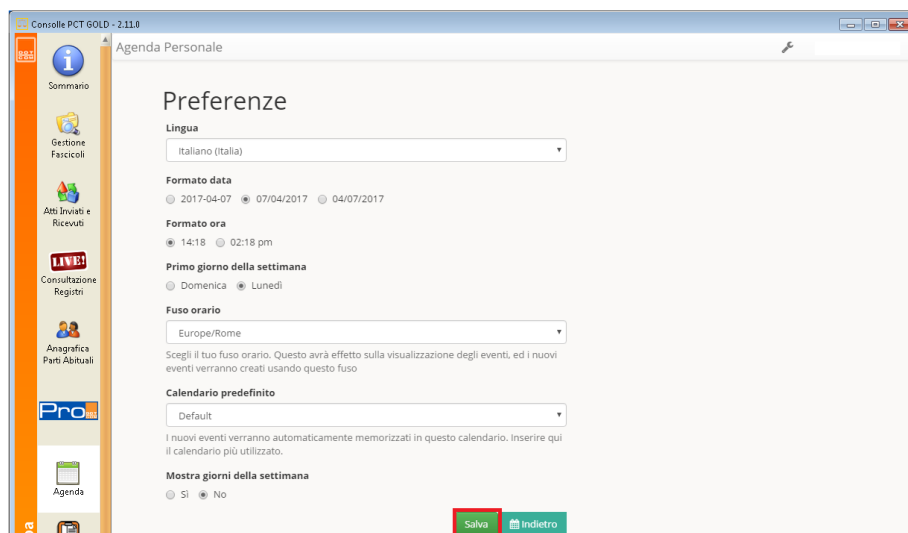 Consolle PCT GOLD - 2.11.0
Agenda Personale
Sommario
Gestione
Fascicoli
Atti Inviati e
Ricevuti
LIVE!
Consultazione
Registri
Anagrafica
Parti Abituali
Pro
Agenda
Preferenze
Lingua
Italiano (Italia)
Formato data
2017-04-07 07/04/2017 04/07/2017
Formato ora
14:18 02:18 pm
Primo giorno della settimana
Domenica Lunedì
Fuso orario
Europe/Rome
Scegli il tuo fuso orario. Questo avrà effetto sulla visualizzazione degli eventi, ed i nuovi
eventi verranno creati usando questo fuso
Calendario predefinito
Default
I nuovi eventi verranno automaticamente memorizzati in questo calendario. Inserire qui
il calendario più utilizzato.
Mostra giorni della settimana
Sì No
Salva Indietro